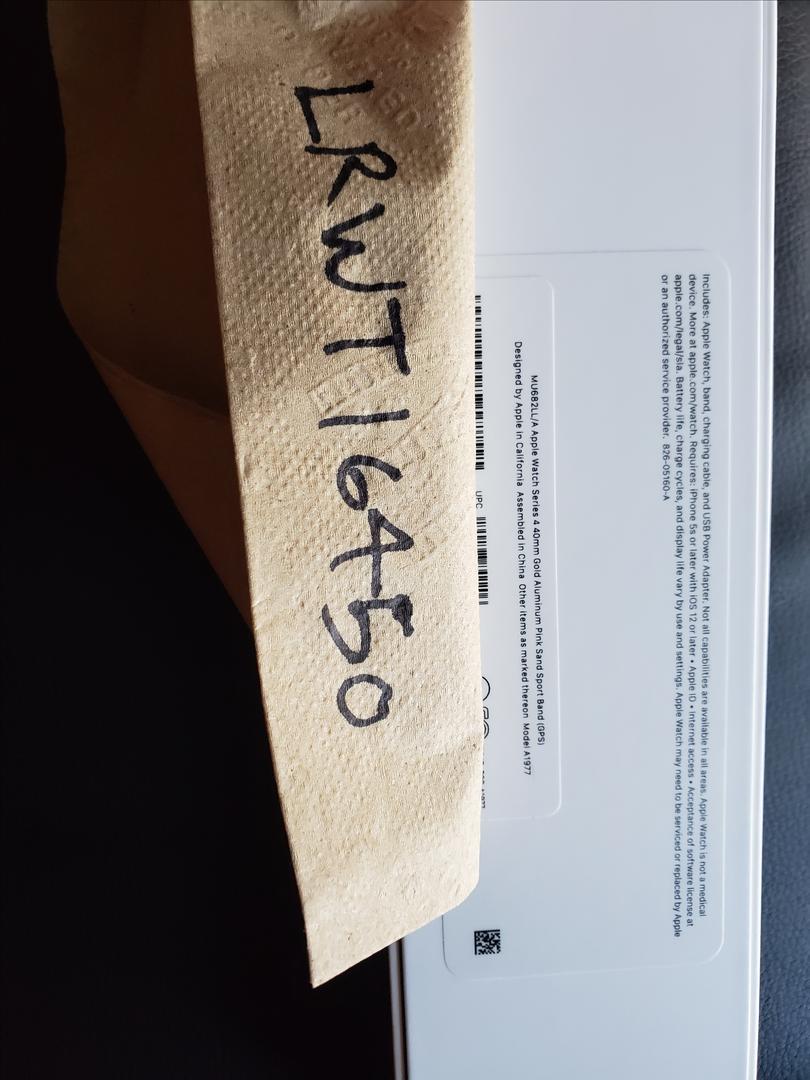 LRWT16450
Includes: Apple Watch, band, charging cable, and USB Power Adapter. Not all capabilities are available in all areas. Apple Watch is not a medical
device. More at apple.com/watch. Requires: iPhone 5s or later with iOS 12 or later • Apple ID • Internet access • Acceptance of software license at
apple.com/legal/sla. Battery life, charge cycles, and display life vary by use and settings. Apple Watch may need to be serviced or replaced by Apple
or an authorized service provider. 826-05160-A
MU682LL/A Apple Watch Series 4 40mm Gold Aluminum Pink Sand Sport Band (GPS)
Designed by Apple in California Assembled in China Other items as marked thereon Model A1977
UPC